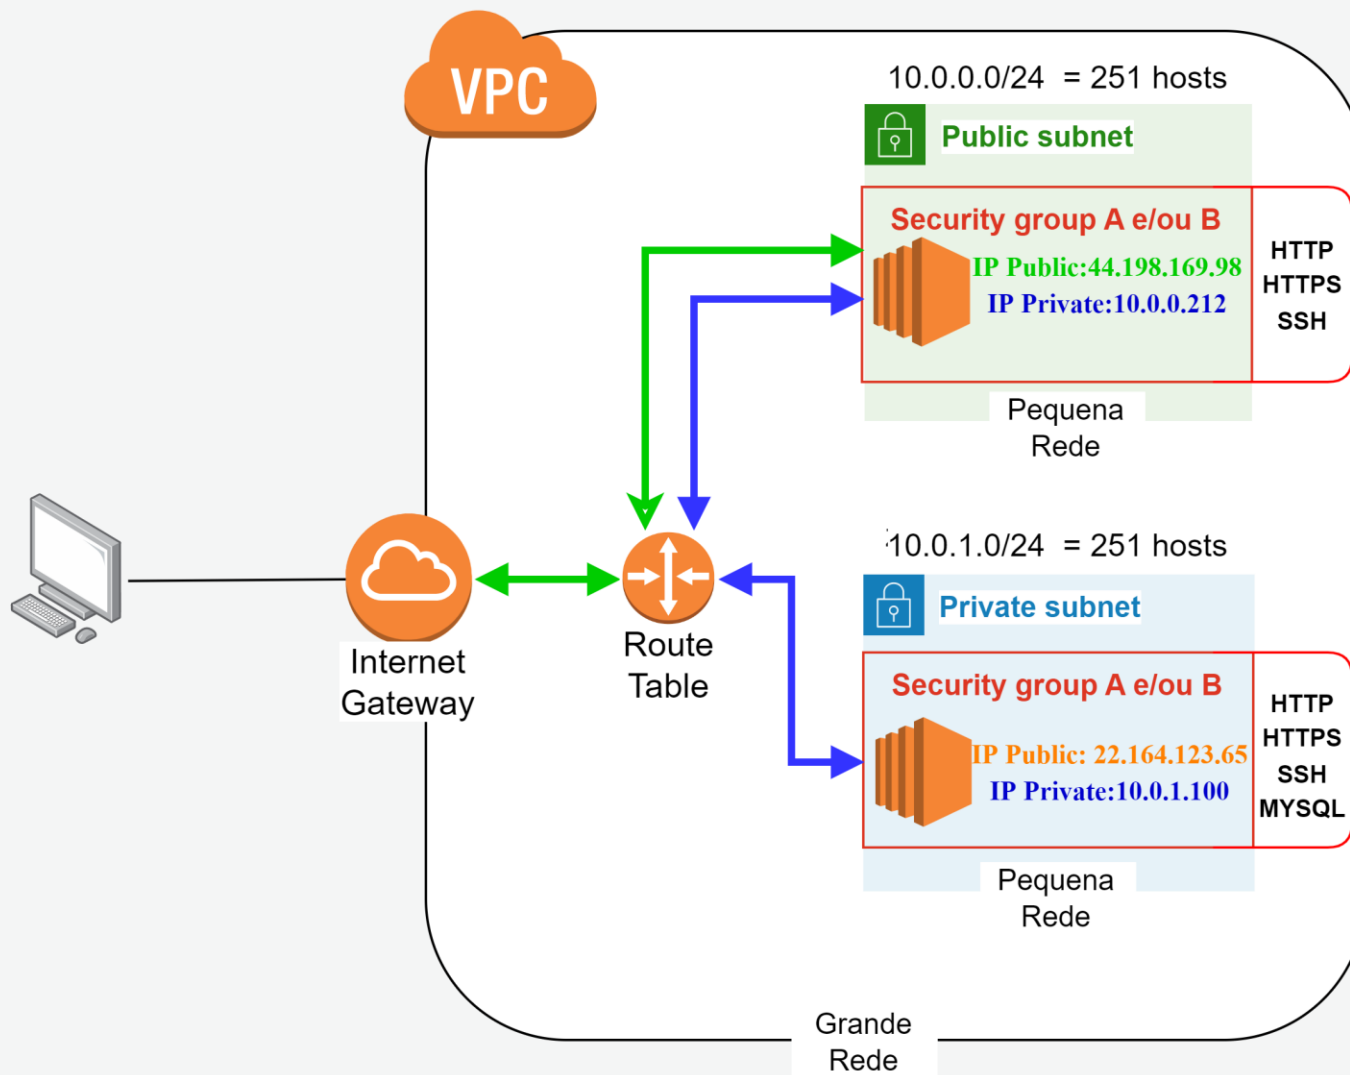 VPC
10.0.0.0/24 = 251 hosts
Public subnet
Security group A e/ou B
IP Public:44.198.169.98
IP Private:10.0.0.212
HTTP
HTTPS
SSH
Pequena
Rede
10.0.1.0/24 = 251 hosts
Private subnet
Security group A e/ou B
IP Public: 22.164.123.65
IP Private:10.0.1.100
HTTP
HTTPS
SSH
MYSQL
Pequena
Rede
Internet
Gateway
Route
Table
Grande
Rede